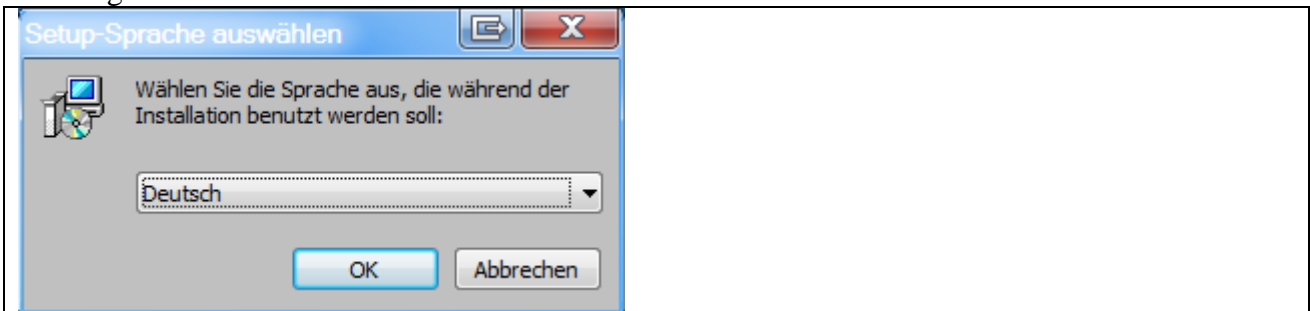 Setup-Sprache auswählen
Wählen Sie die Sprache aus, die während der
Installation benutzt werden soll:
Deutsch
OK Abbrechen